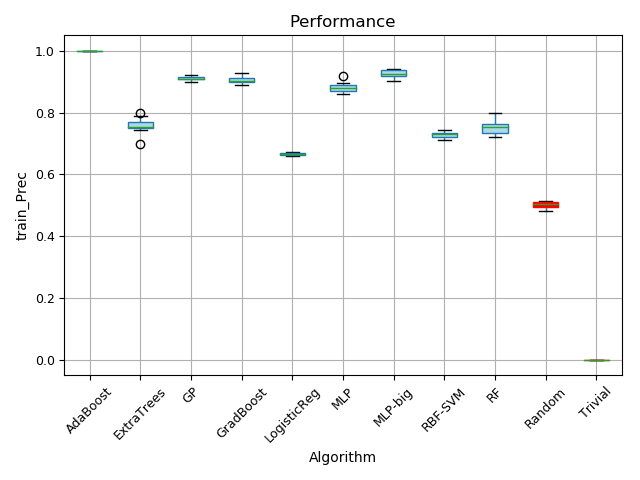 Performance
train_Prec
1.0
0.8
0.6
0.4
0.2
0.0
AdaBoost
ExtraTrees
GP
GradBoost
LogisticReg
MLP
MLP-big
RBF-SVM
RF
Random
Trivial
Algorithm